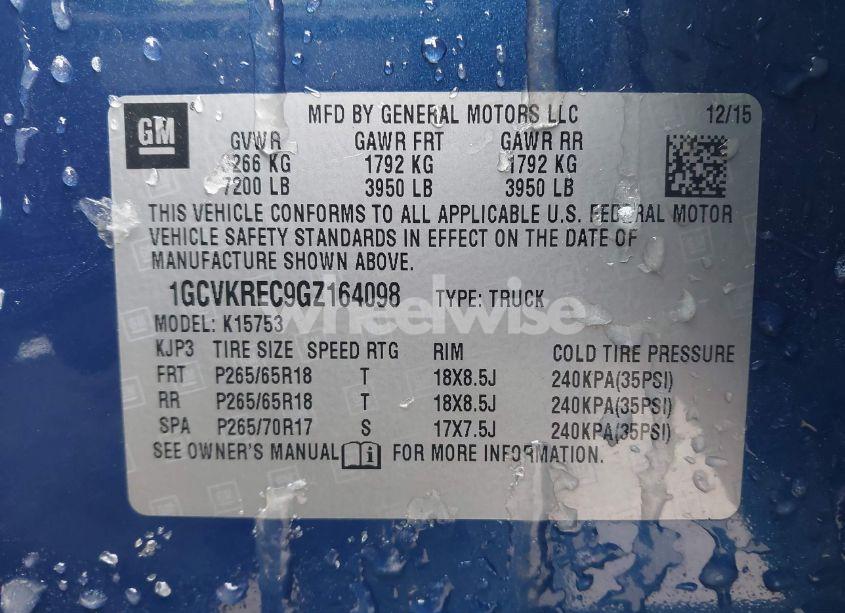 GM
MFD BY GENERAL MOTORS LLC 12/15
GVWR GAWR FRT GAWR RR
266 KG 1792 KG 1792 KG
7200 LB 3950 LB 3950 LB
THIS VEHICLE CONFORMS TO ALL APPLICABLE U.S. FEDERAL MOTOR
VEHICLE SAFETY STANDARDS IN EFFECT ON THE DATE OF
MANUFACTURE SHOWN ABOVE.
1GCVKREC9GZ164098 TYPE: TRUCK
wheelwise
MODEL: K15753
KJP3 TIRE SIZE SPEED RTG RIM COLD TIRE PRESSURE
FRT P265/65R18 T 18X8.5J 240KPA(35PSI)
RR P265/65R18 T 18X8.5J 240KPA(35PSI)
SPA P265/70R17 S 17X7.5J 240KPA(35PSI)
SEE OWNER'S MANUAL FOR MORE INFORMATION.